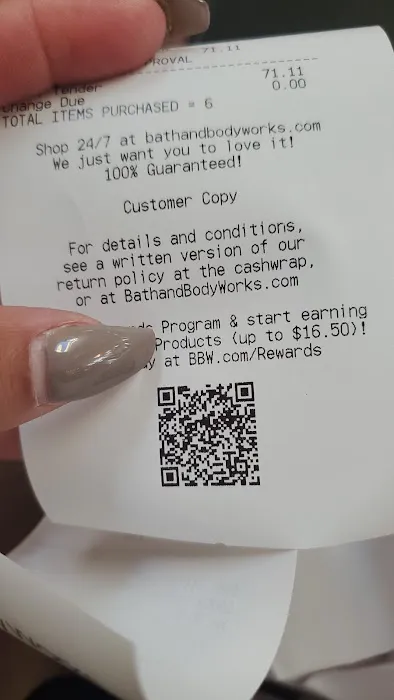 71.11
PROVAL
Tender 71.11
Change Due 0.00
TOTAL ITEMS PURCHASED = 6
Shop 24/7 at bathandbodyworks.com
We just want you to love it!
100% Guaranteed!
Customer Copy
For details and conditions,
see a written version of our
return policy at the cashwrap,
or at BathandBodyWorks.com
Program & start earning
Products (up to $16.50)!
at BBW.com/Rewards